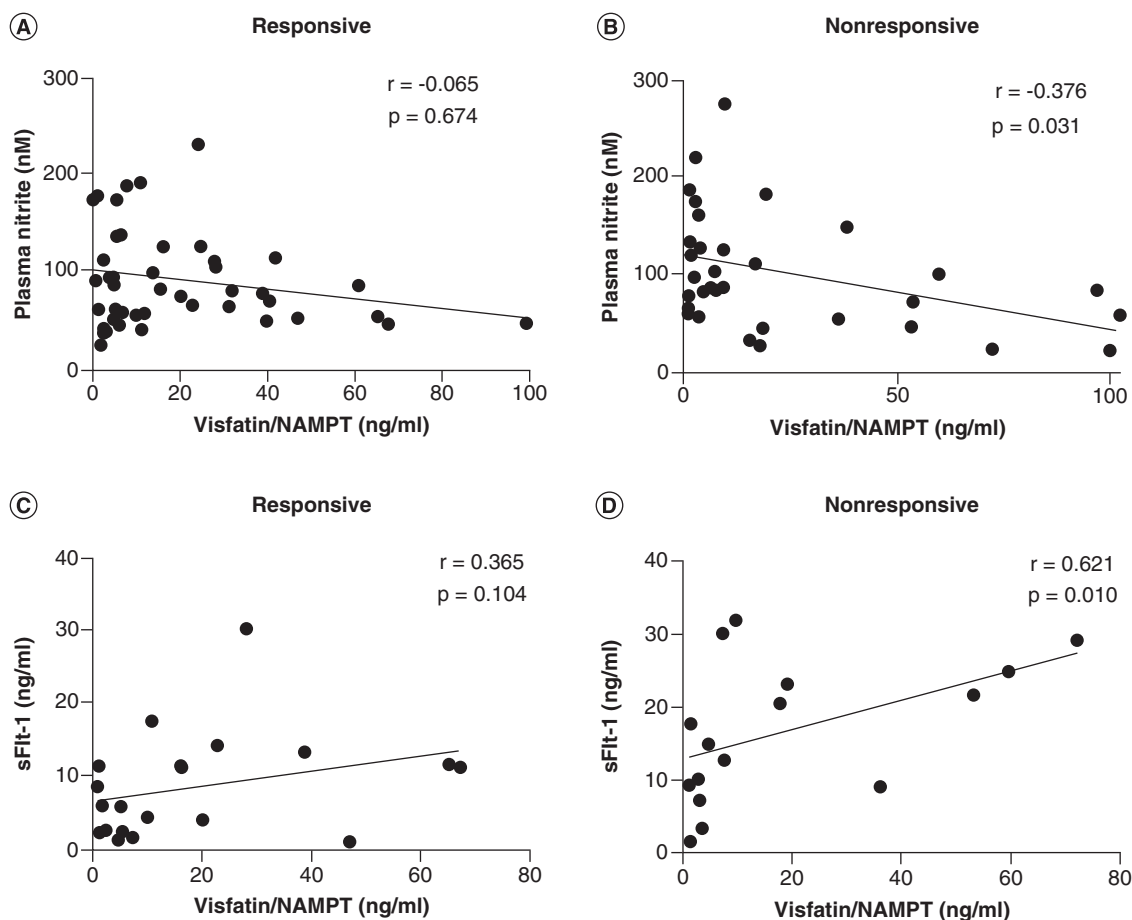 A Responsive
300
200
100
0
Plasma nitrite (nM)
r = -0.065
p = 0.674
0 20 40 60 80 100
Visfatin/NAMPT (ng/ml)
B Nonresponsive
300
200
100
0
Plasma nitrite (nM)
r = -0.376
p = 0.031
0 50 100
Visfatin/NAMPT (ng/ml)
C Responsive
40
30
20
10
0
sFlt-1 (ng/ml)
r = 0.365
p = 0.104
0 20 40 60 80
Visfatin/NAMPT (ng/ml)
D Nonresponsive
40
30
20
10
0
sFlt-1 (ng/ml)
r = 0.621
p = 0.010
0 20 40 60 80
Visfatin/NAMPT (ng/ml)